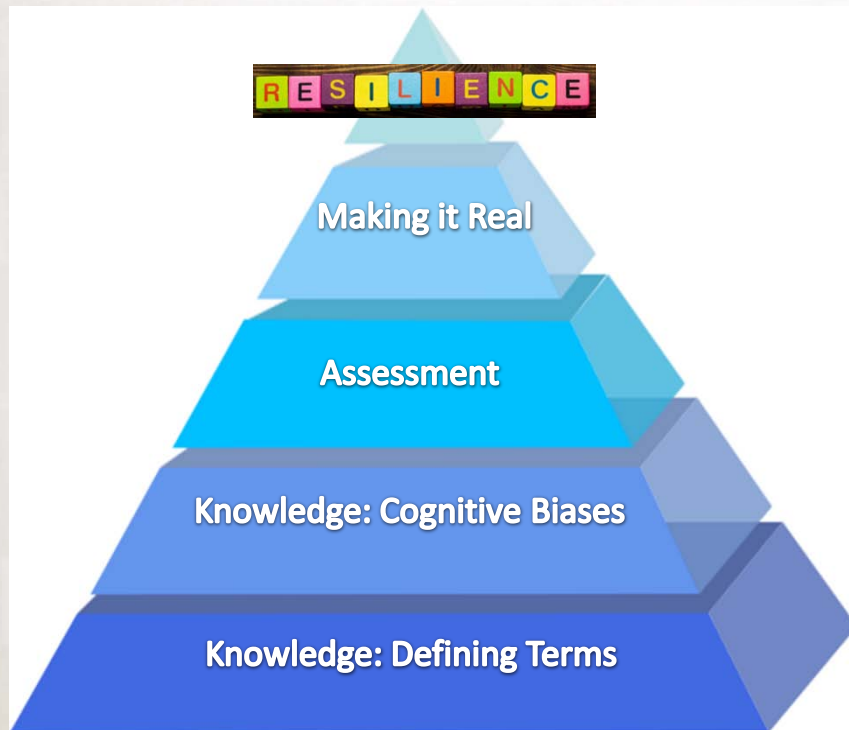 RESILIENCE
Making it Real
Assessment
Knowledge: Cognitive Biases
Knowledge: Defining Terms